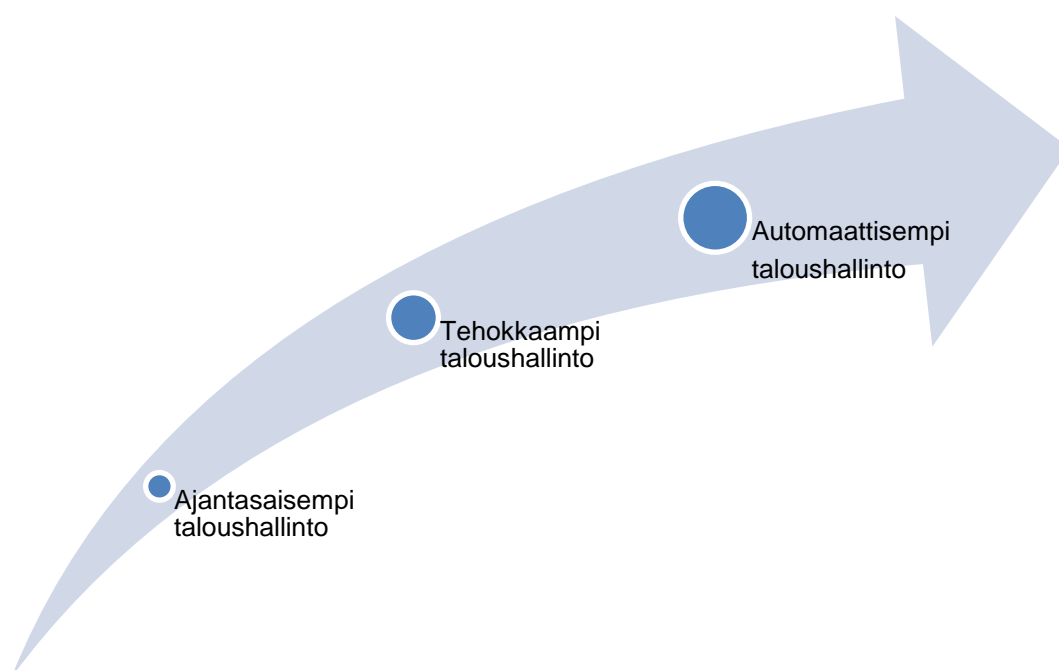 Automaattisempi
taloushallinto
Tehokkaampi
taloushallinto
Ajantasaisempi
taloushallinto